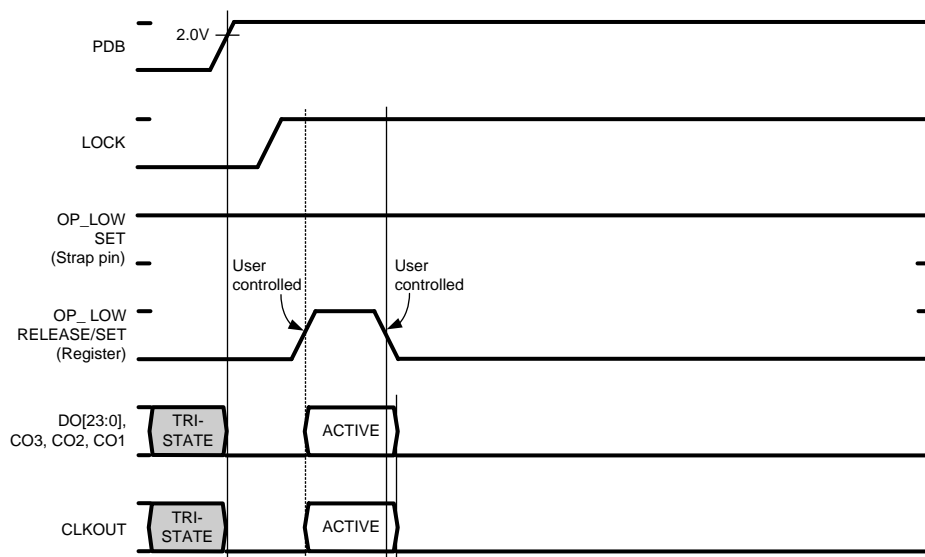 PDB
2.0V
LOCK
OP_LOW
SET
(Strap pin)
User
controlled
User
controlled
OP_ LOW
RELEASE/SET
(Register)
DO[23:0],
CO3, CO2, CO1
TRI-
STATE
ACTIVE
CLKOUT
TRI-
STATE
ACTIVE